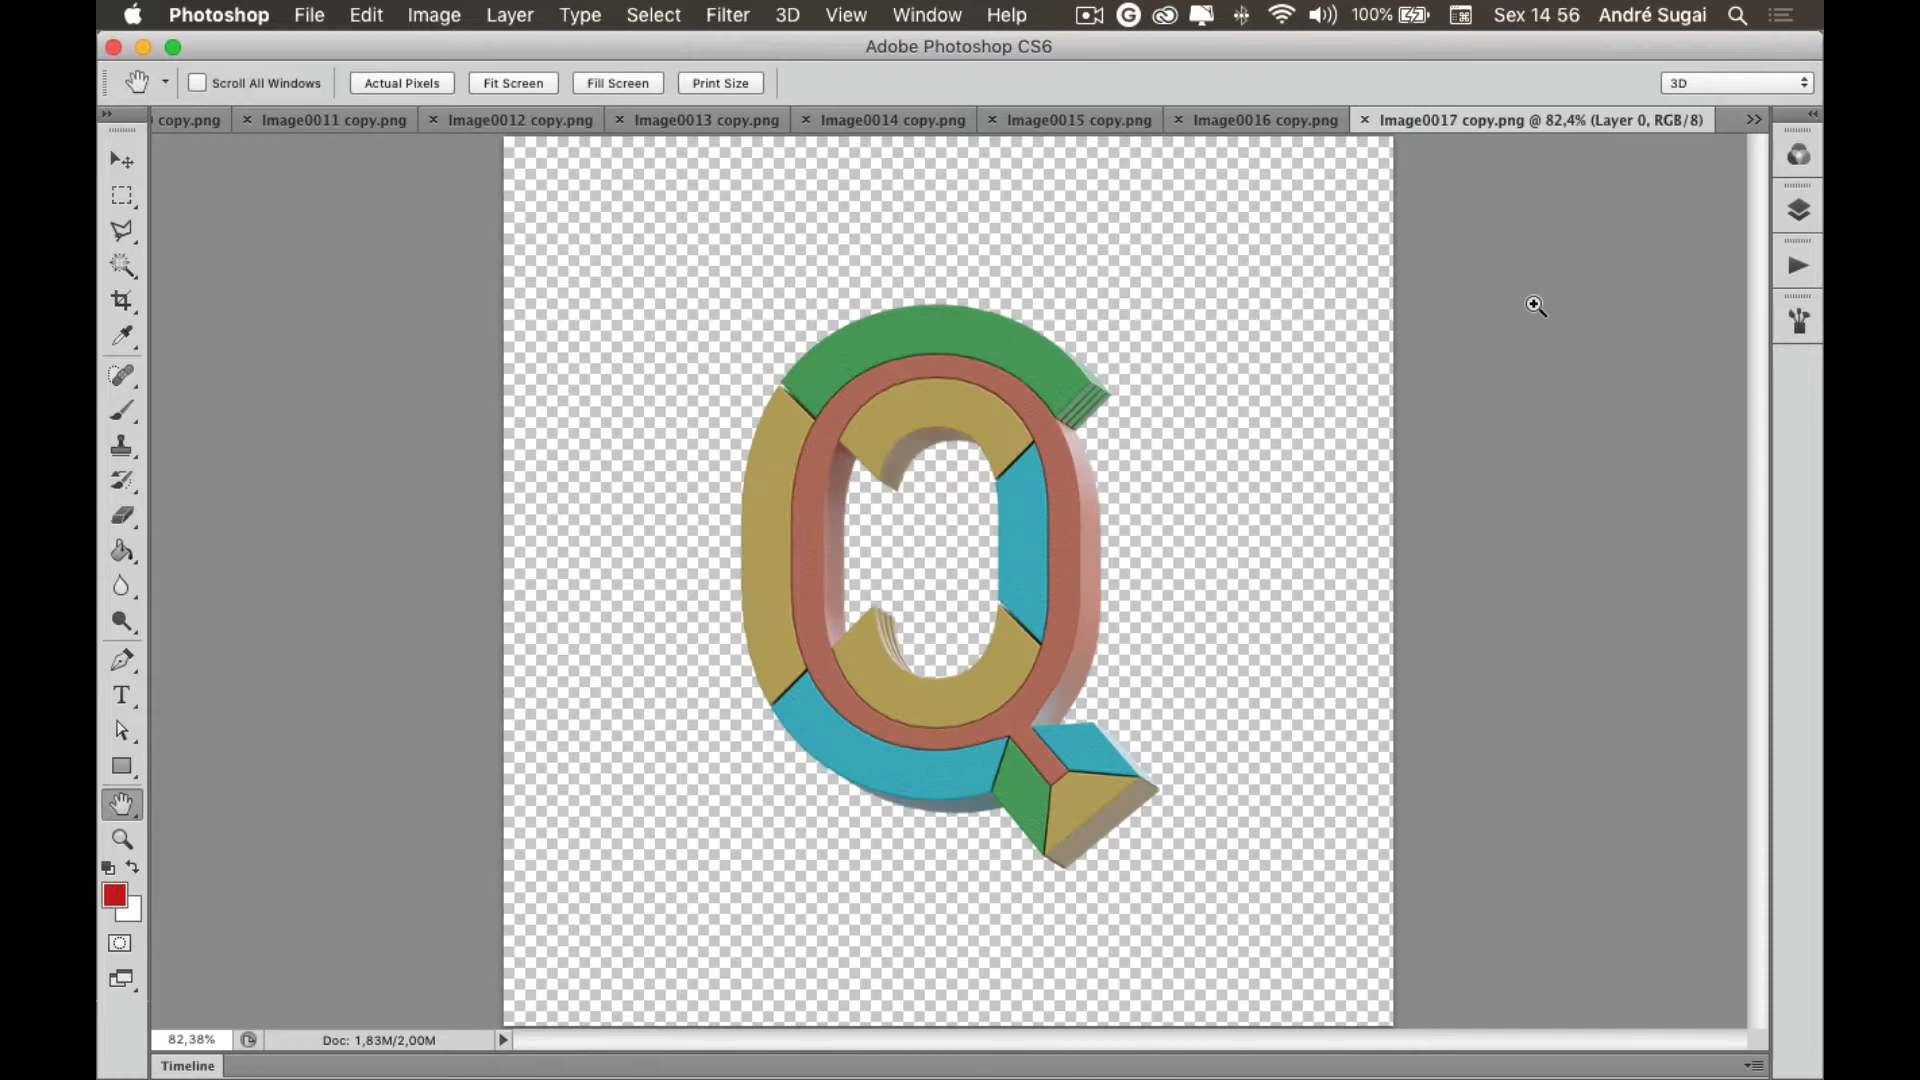 Photoshop File Edit Image Layer Type Select Filter 3D View Window Help 100% Sex 14 56 André Sugai
Adobe Photoshop CS6
Scroll All Windows Actual Pixels Fit Screen Fill Screen Print Size 3D
copy.png × Image0011 copy.png × Image0012 copy.png × Image0013 copy.png × Image0014 copy.png × Image0015 copy.png × Image0016 copy.png × Image0017 copy.png @ 82,4% (Layer 0, RGB/8) >>
Q
T
82,38% Doc: 1,83M/2,00M
Timeline